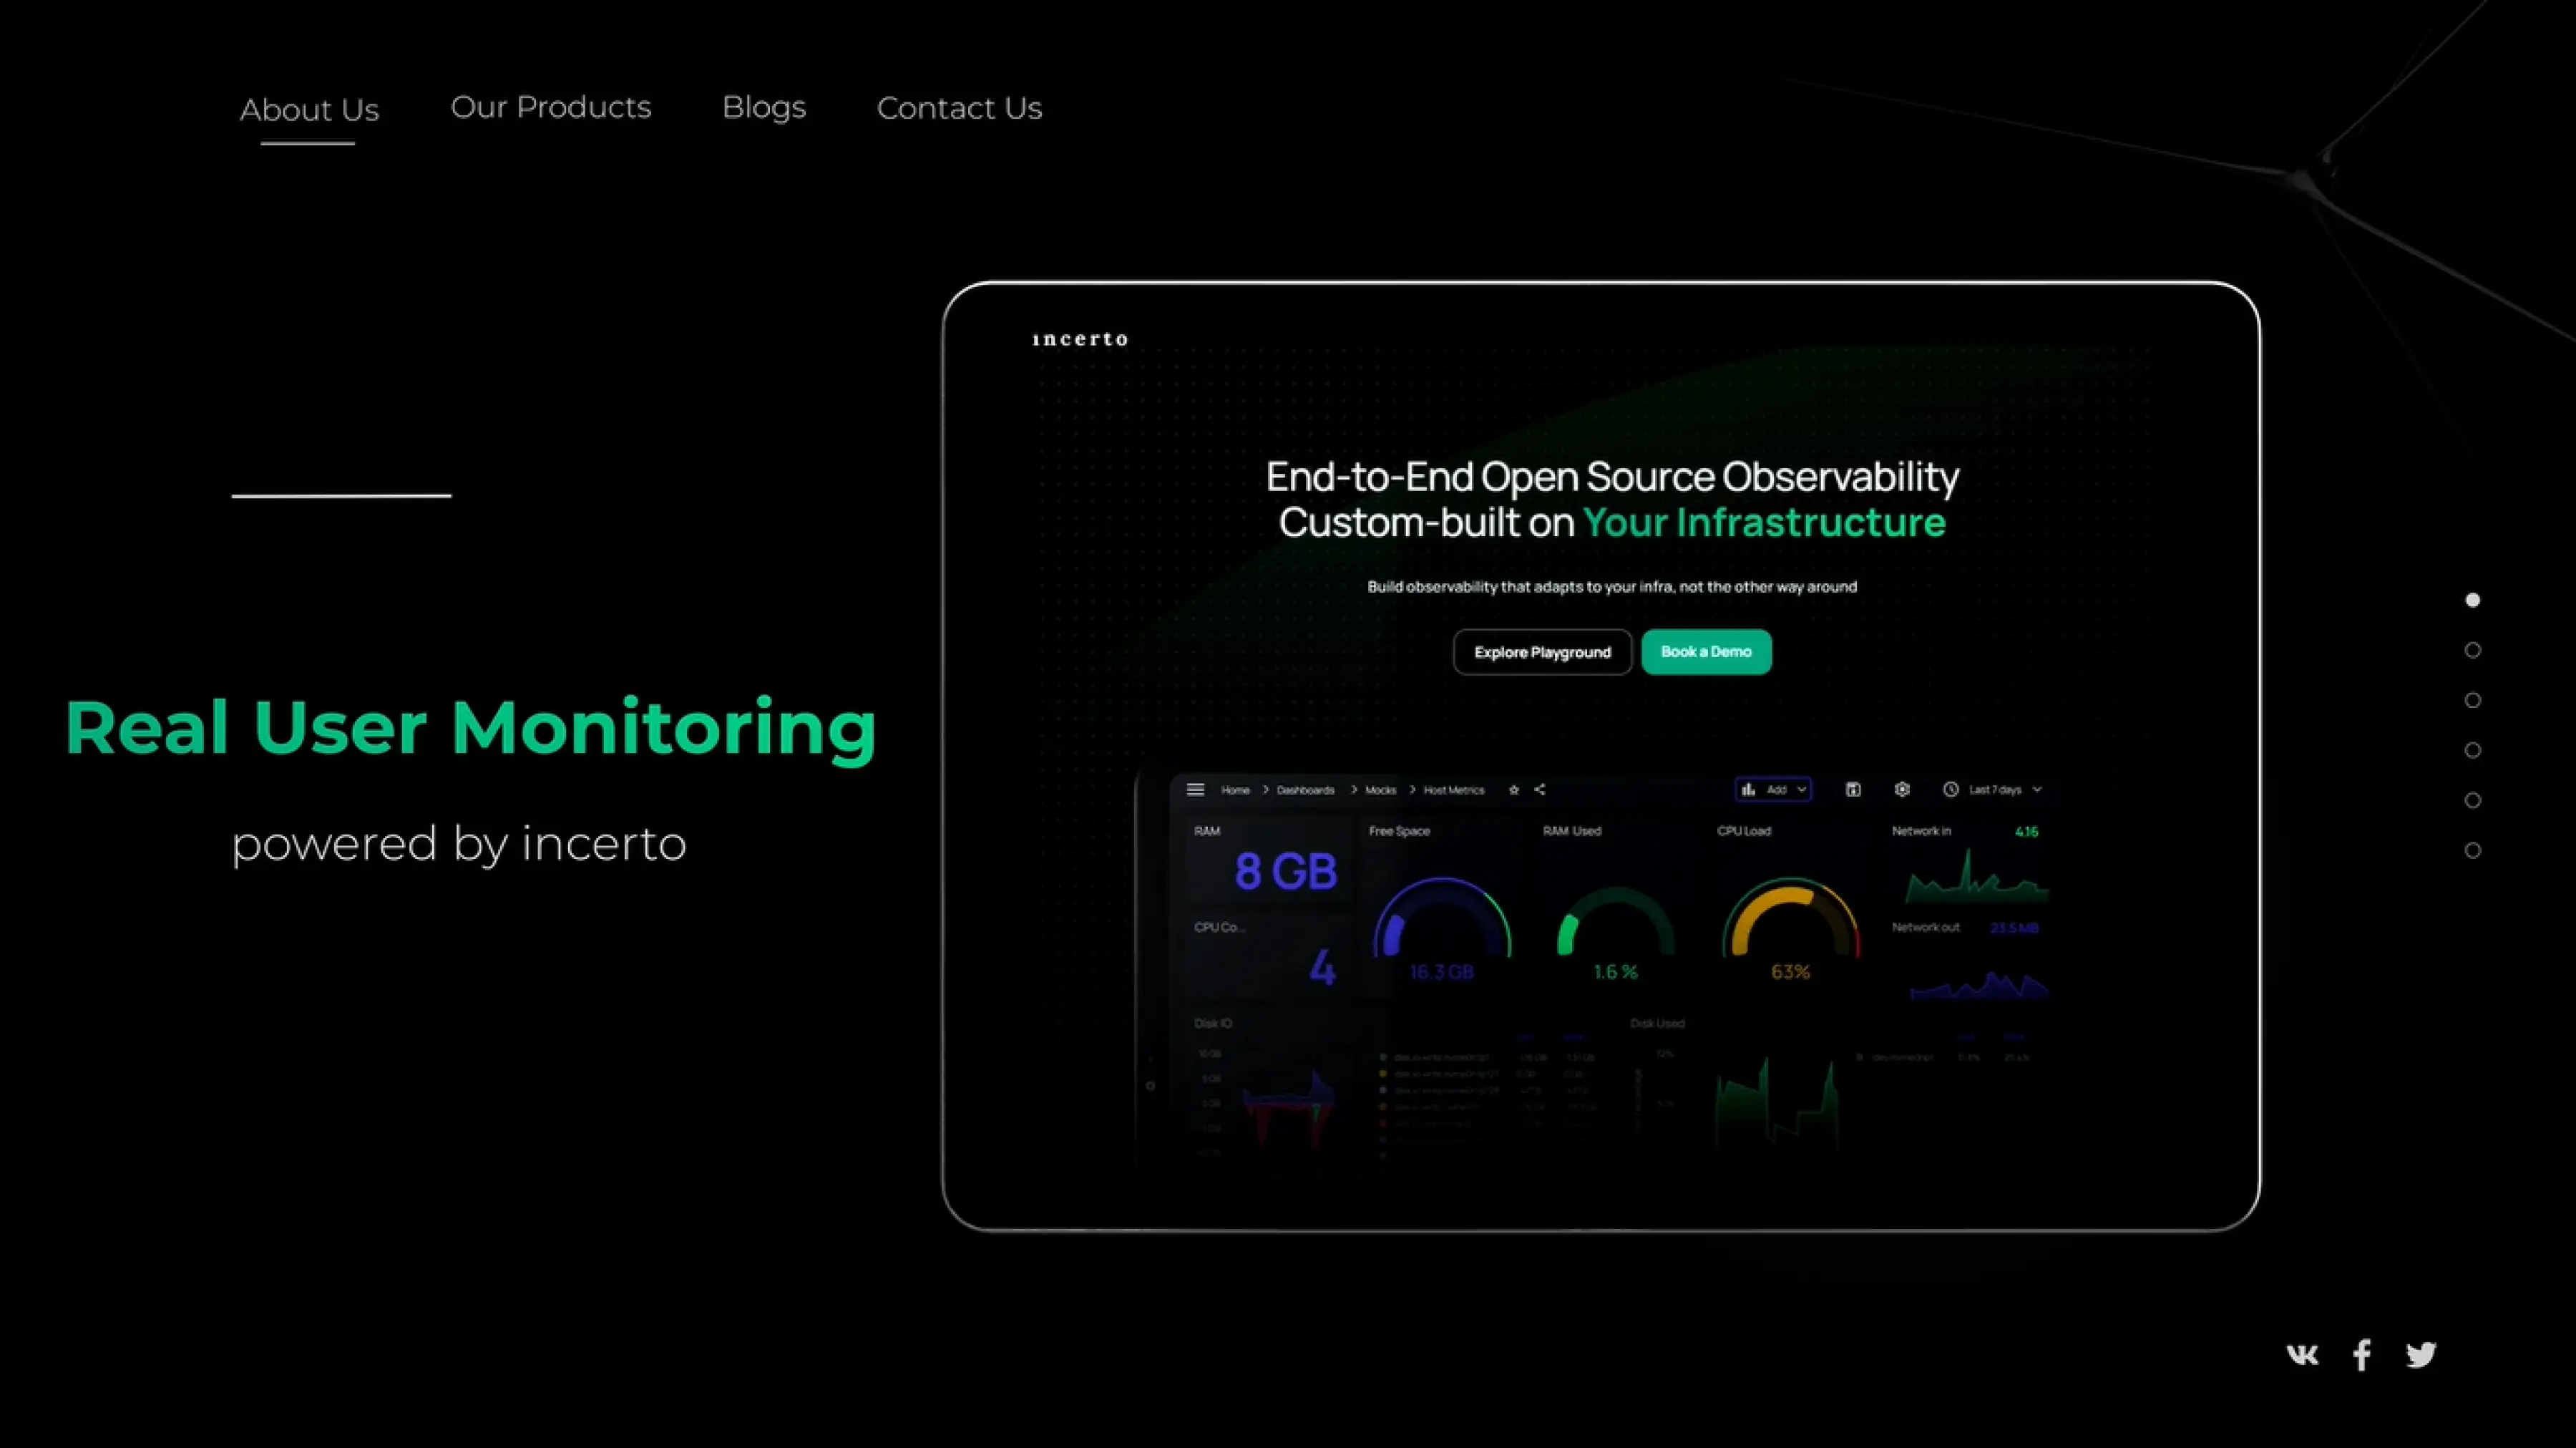 About Us
Our Products
Blogs
Contact Us
Real User Monitoring
powered by incerto
incerto
End-to-End Open Source Observability
Custom-built on Your Infrastructure
Build observability that adapts to your infra, not the other way around
Explore Playground
Book a Demo
Home > Dashboards > Mocks > Host Metrics
Add
Last 7 days
RAM
8 GB
Free Space
16.3 GB
RAM Used
1.6 %
CPU Load
63%
Network in 4.16
CPU Co...
4
Network out 23.5 MB
Disk IO
Disk Used